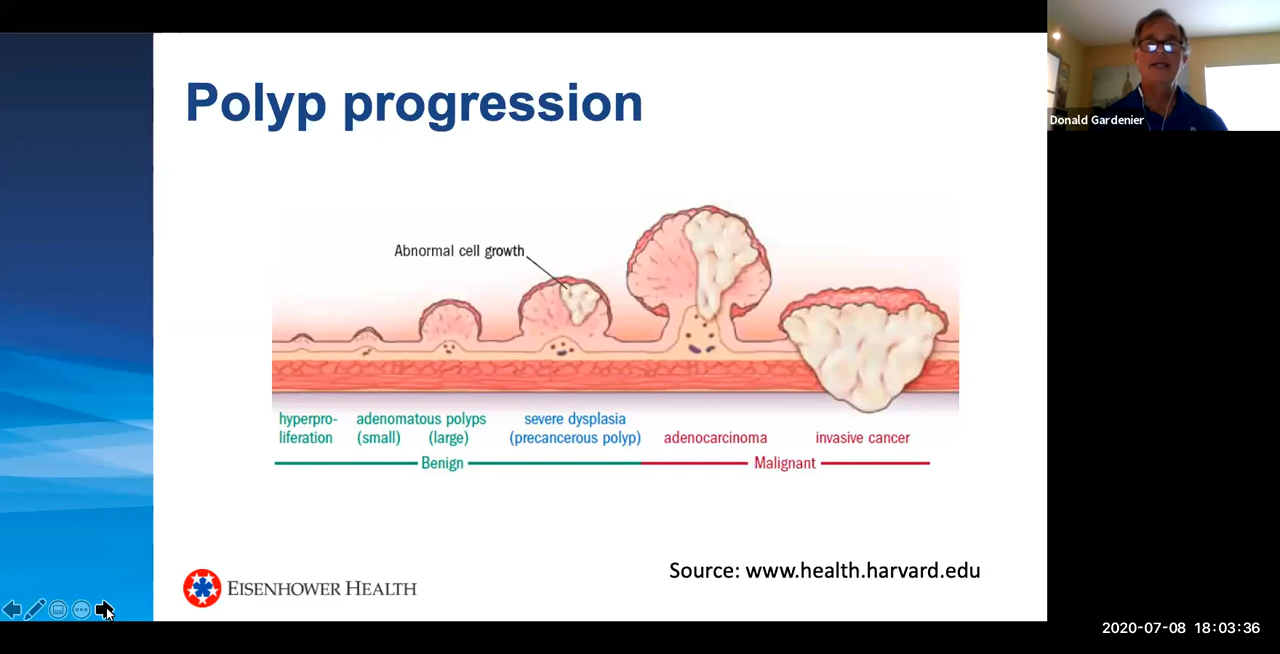 Polyp progression
Donald Gardenier
Abnormal cell growth
hyperpro-
liferation
adenomatous polyps
(small) (large)
severe dysplasia
(precancerous polyp)
adenocarcinoma
invasive cancer
Benign
Malignant
Source: www.health.harvard.edu
EISENHOWER HEALTH
2020-07-08 18:03:36